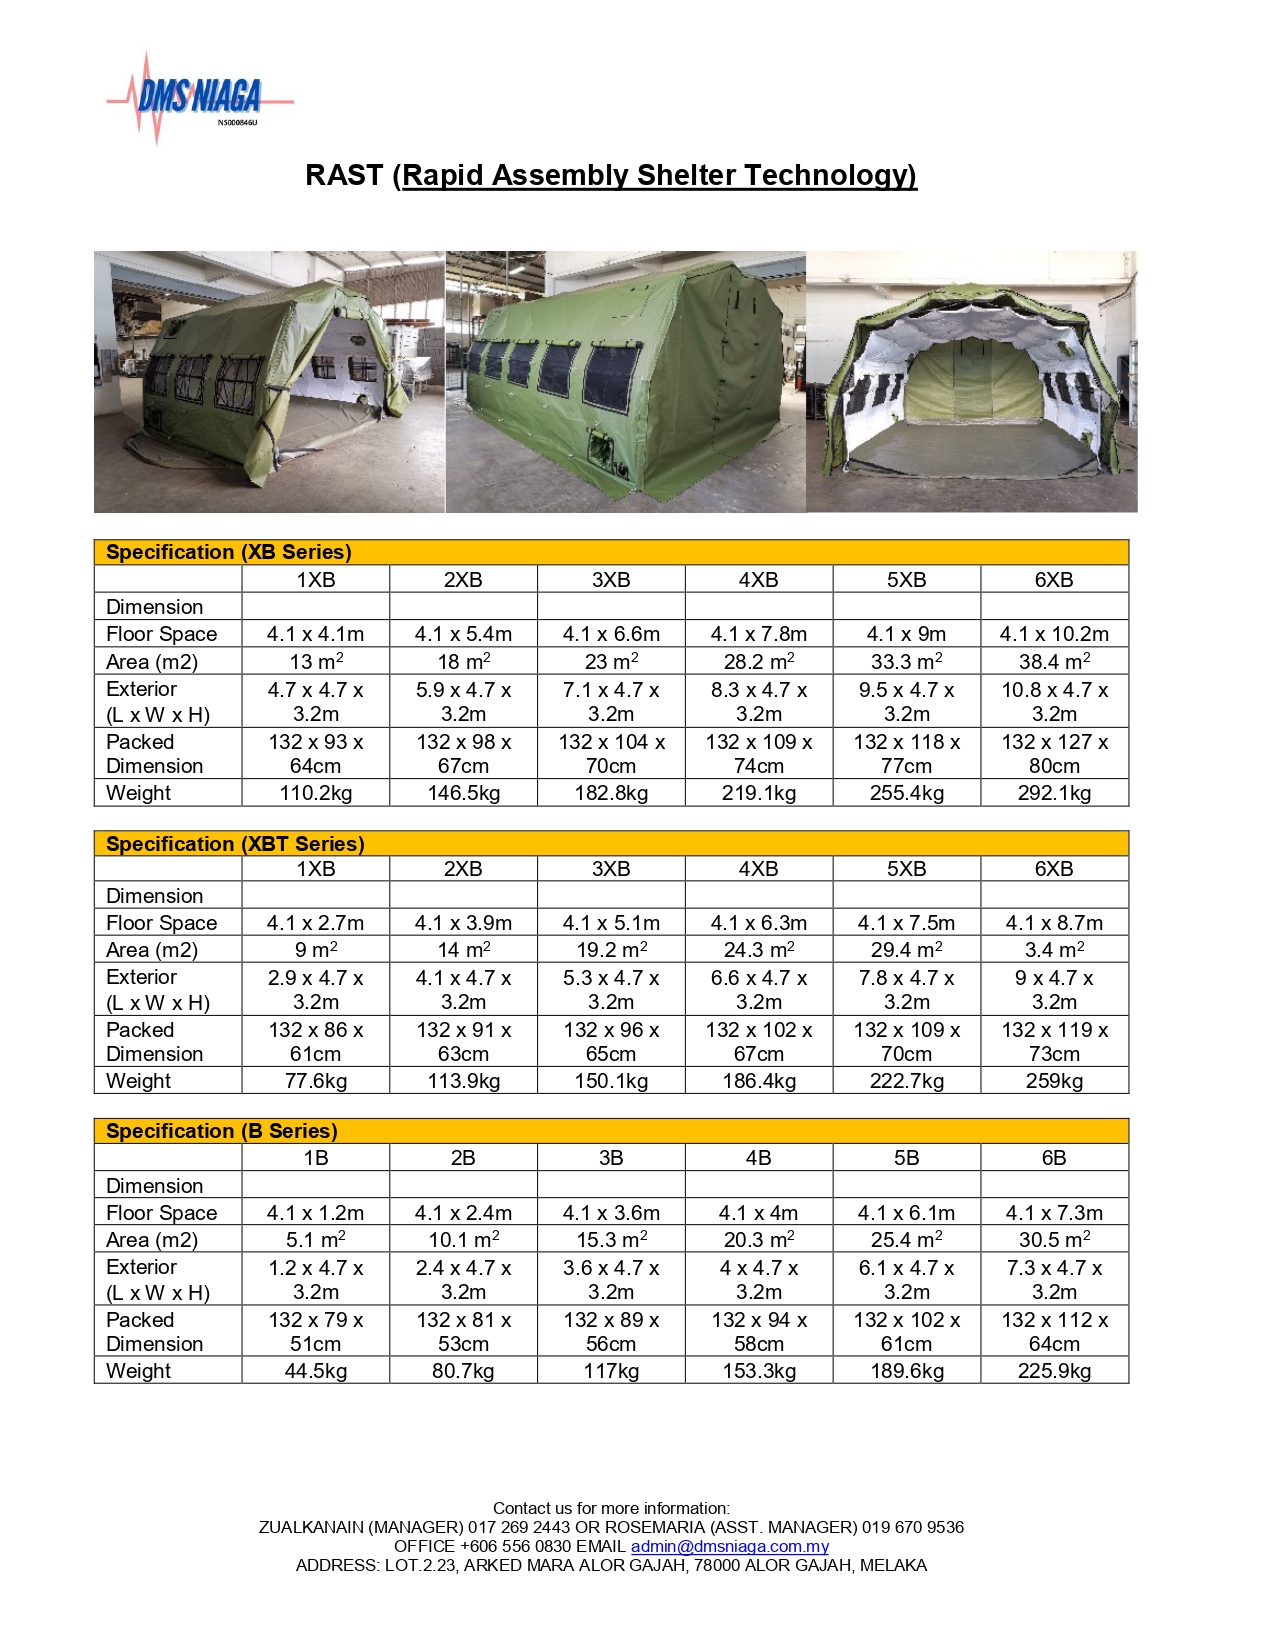 DMS NIAGA
NS000846U
RAST (Rapid Assembly Shelter Technology)
Specification (XB Series)
1XB 2XB 3XB 4XB 5XB 6XB
Dimension
Floor Space 4.1 x 4.1m 4.1 x 5.4m 4.1 x 6.6m 4.1 x 7.8m 4.1 x 9m 4.1 x 10.2m
Area (m2) 13 m² 18 m² 23 m² 28.2 m² 33.3 m² 38.4 m²
Exterior 4.7 x 4.7 x 5.9 x 4.7 x 7.1 x 4.7 x 8.3 x 4.7 x 9.5 x 4.7 x 10.8 x 4.7 x
(L x W x H) 3.2m 3.2m 3.2m 3.2m 3.2m 3.2m
Packed 132 x 93 x 132 x 98 x 132 x 104 x 132 x 109 x 132 x 118 x 132 x 127 x
Dimension 64cm 67cm 70cm 74cm 77cm 80cm
Weight 110.2kg 146.5kg 182.8kg 219.1kg 255.4kg 292.1kg
Specification (XBT Series)
1XB 2XB 3XB 4XB 5XB 6XB
Dimension
Floor Space 4.1 x 2.7m 4.1 x 3.9m 4.1 x 5.1m 4.1 x 6.3m 4.1 x 7.5m 4.1 x 8.7m
Area (m2) 9 m² 14 m² 19.2 m² 24.3 m² 29.4 m² 3.4 m²
Exterior 2.9 x 4.7 x 4.1 x 4.7 x 5.3 x 4.7 x 6.6 x 4.7 x 7.8 x 4.7 x 9 x 4.7 x
(L x W x H) 3.2m 3.2m 3.2m 3.2m 3.2m 3.2m
Packed 132 x 86 x 132 x 91 x 132 x 96 x 132 x 102 x 132 x 109 x 132 x 119 x
Dimension 61cm 63cm 65cm 67cm 70cm 73cm
Weight 77.6kg 113.9kg 150.1kg 186.4kg 222.7kg 259kg
Specification (B Series)
1B 2B 3B 4B 5B 6B
Dimension
Floor Space 4.1 x 1.2m 4.1 x 2.4m 4.1 x 3.6m 4.1 x 4m 4.1 x 6.1m 4.1 x 7.3m
Area (m2) 5.1 m² 10.1 m² 15.3 m² 20.3 m² 25.4 m² 30.5 m²
Exterior 1.2 x 4.7 x 2.4 x 4.7 x 3.6 x 4.7 x 4 x 4.7 x 6.1 x 4.7 x 7.3 x 4.7 x
(L x W x H) 3.2m 3.2m 3.2m 3.2m 3.2m 3.2m
Packed 132 x 79 x 132 x 81 x 132 x 89 x 132 x 94 x 132 x 102 x 132 x 112 x
Dimension 51cm 53cm 56cm 58cm 61cm 64cm
Weight 44.5kg 80.7kg 117kg 153.3kg 189.6kg 225.9kg
Contact us for more information:
ZUALKANAIN (MANAGER) 017 269 2443 OR ROSEMARIA (ASST. MANAGER) 019 670 9536
OFFICE +606 556 0830 EMAIL admin@dmsniaga.com.my
ADDRESS: LOT.2.23, ARKED MARA ALOR GAJAH, 78000 ALOR GAJAH, MELAKA